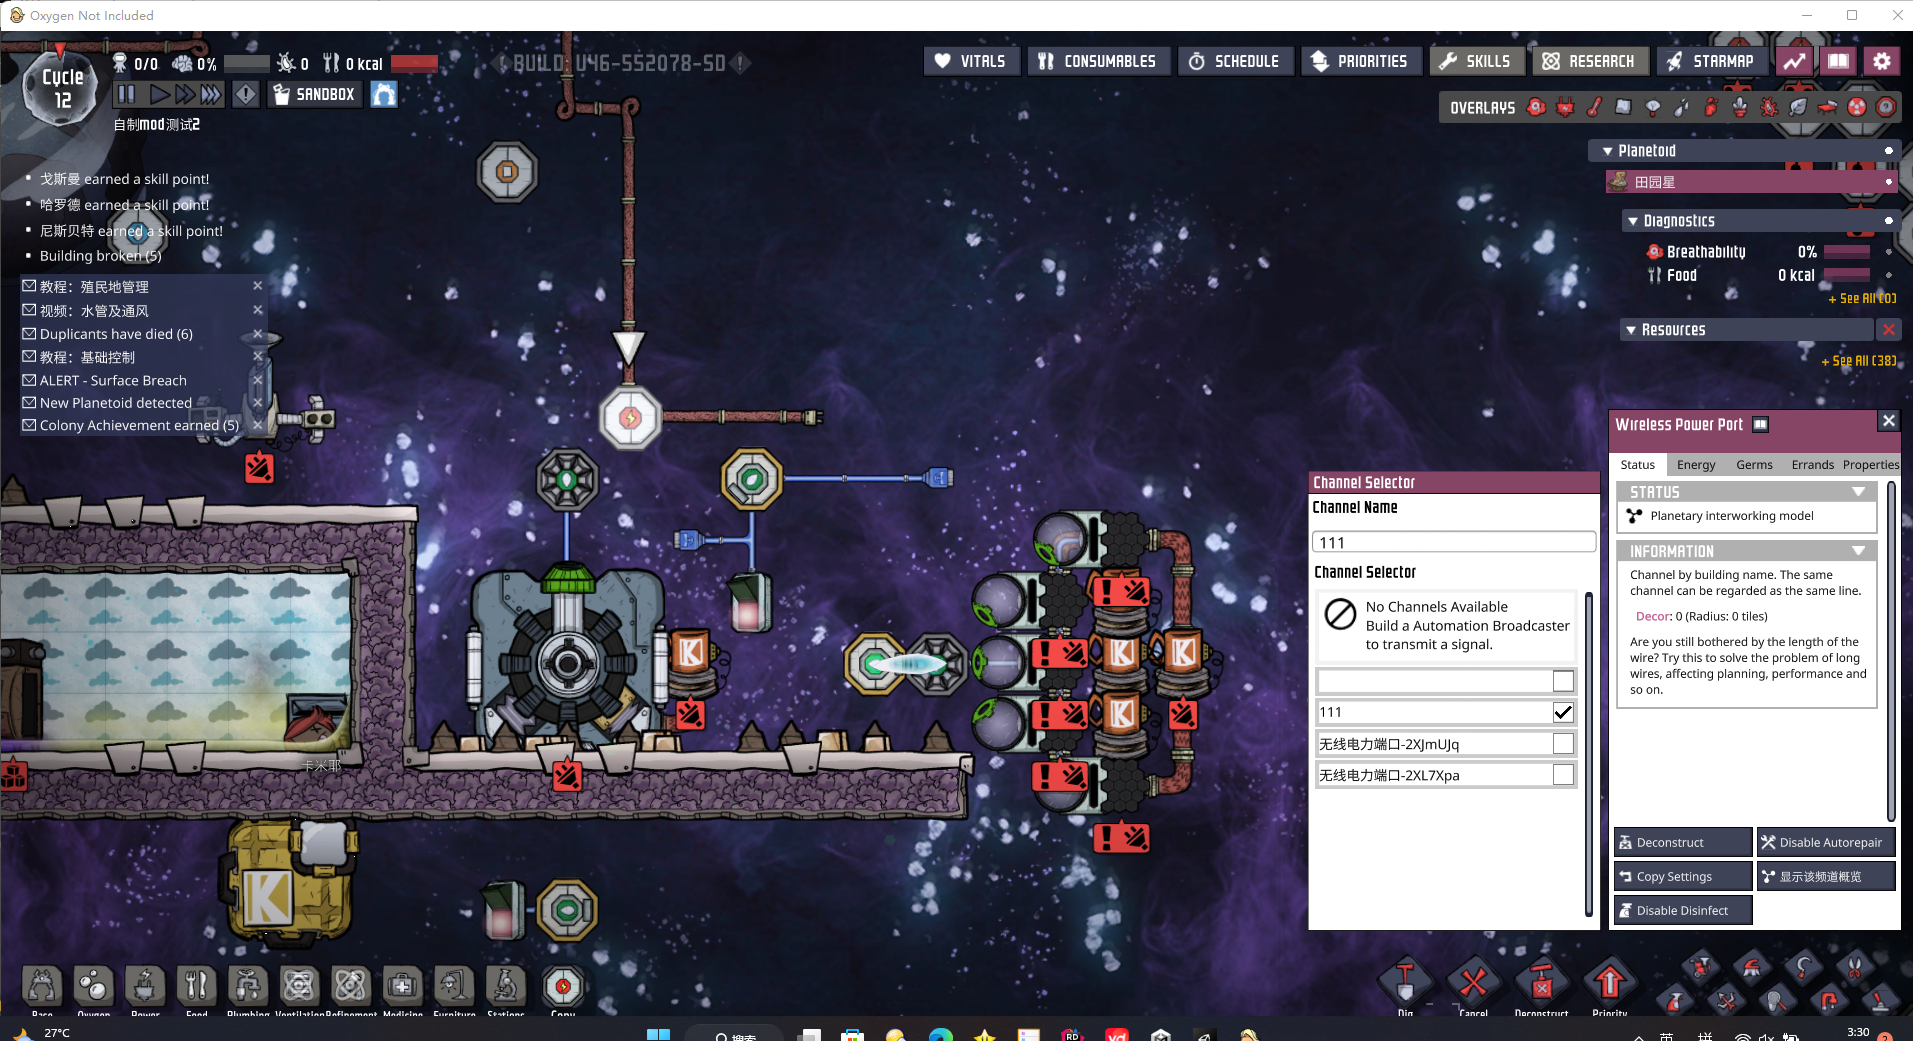 Oxygen Not Included
Cycle
12
0/0
0%
0
0 kcal
BUILD: U46-552078-SD
VITALS
CONSUMABLES
SCHEDULE
PRIORITIES
SKILLS
RESEARCH
STARMAP
SANDBOX
自制mod测试2
OVERLAYS
戈斯曼 earned a skill point!
哈罗德 earned a skill point!
尼斯贝特 earned a skill point!
Building broken (5)
教程：殖民地管理
视频：水管及通风
Duplicants have died (6)
教程：基础控制
ALERT - Surface Breach
New Planetoid detected
Colony Achievement earned (5)
Planetoid
田园星
Diagnostics
Breathability 0%
Food 0 kcal
+ See All (0)
Resources
+ See All (38)
Wireless Power Port
Status
Energy
Germs
Errands
Properties
STATUS
Planetary interworking model
INFORMATION
Channel by building name. The same
channel can be regarded as the same line.
Decor: 0 (Radius: 0 tiles)
Are you still bothered by the length of the
wire? Try this to solve the problem of long
wires, affecting planning, performance and
so on.
Deconstruct
Disable Autorepair
Copy Settings
显示该频道概览
Disable Disinfect
Channel Selector
Channel Name
111
Channel Selector
No Channels Available
Build a Automation Broadcaster
to transmit a signal.
111
无线电力端口-2XJmUJq
无线电力端口-2XL7Xpa
卡米耶
K
K
K
K
K
Base
Oxygen
Power
Food
Plumbing
Ventilation
Refinement
Medicine
Furniture
Stations
Copy
Dig
Cancel
Deconstruct
Priority
27°C
搜索
RD
yd
英
拼
3:30
2